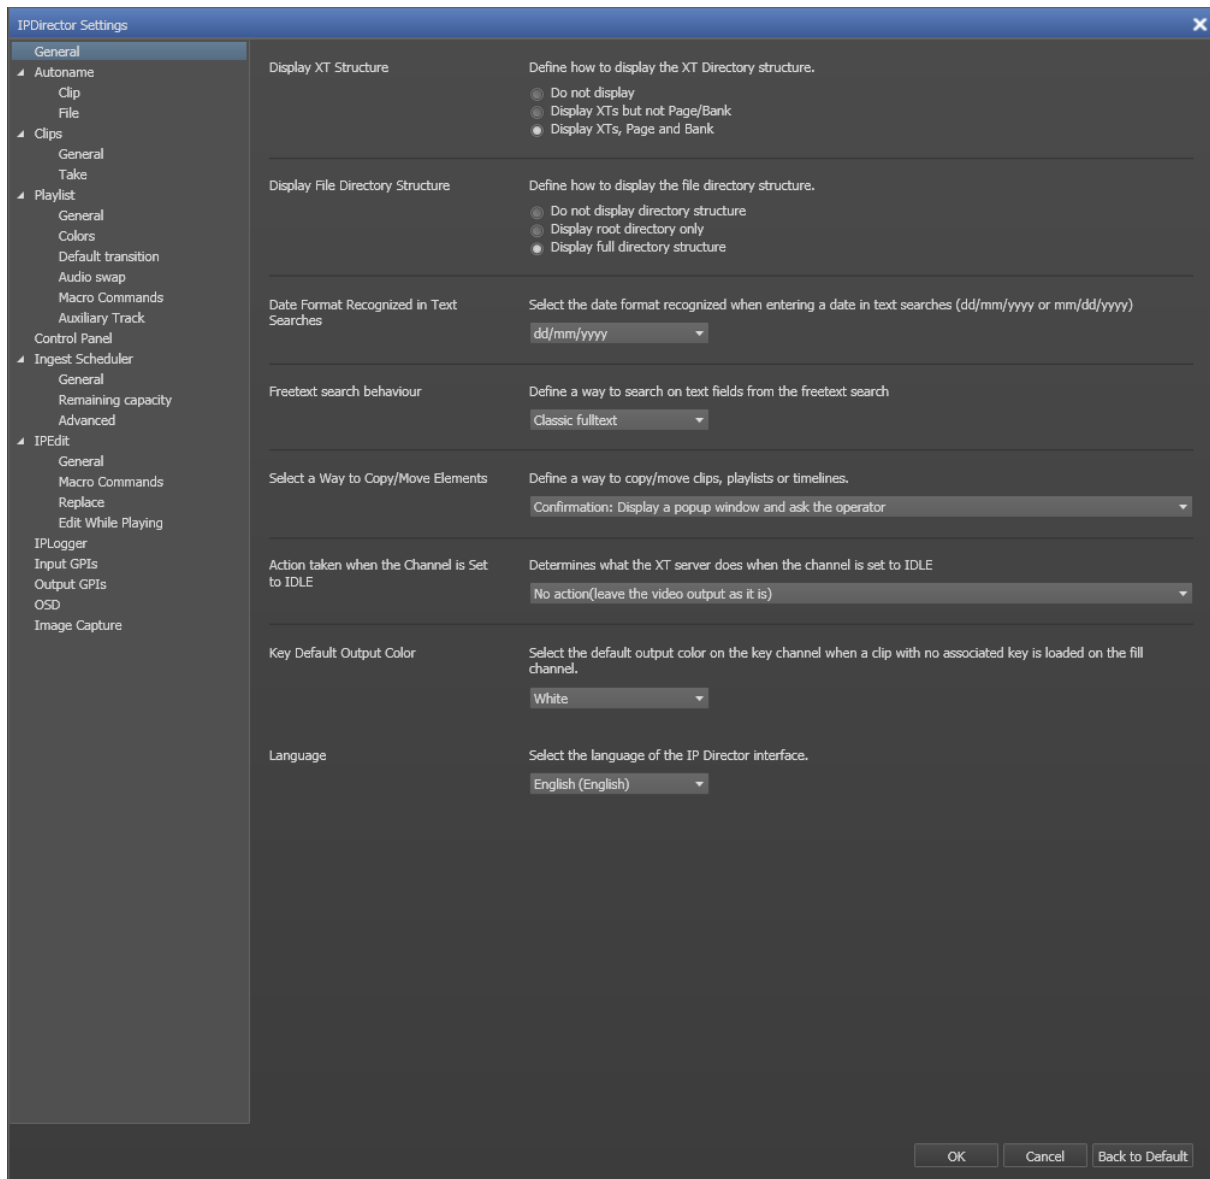 IPDirector Settings
General
Autoname
Clip
File
Clips
General
Take
Playlist
General
Colors
Default transition
Audio swap
Macro Commands
Auxiliary Track
Control Panel
Ingest Scheduler
General
Remaining capacity
Advanced
IPEdit
General
Macro Commands
Replace
Edit While Playing
IPLogger
Input GPIs
Output GPIs
OSD
Image Capture
Display XT Structure
Define how to display the XT Directory structure.
Do not display
Display XTs but not Page/Bank
Display XTs, Page and Bank
Display File Directory Structure
Define how to display the file directory structure.
Do not display directory structure
Display root directory only
Display full directory structure
Date Format Recognized in Text
Searches
Select the date format recognized when entering a date in text searches (dd/mm/yyyy or mm/dd/yyyy)
dd/mm/yyyy
Freetext search behaviour
Define a way to search on text fields from the freetext search
Classic fulltext
Select a Way to Copy/Move Elements
Define a way to copy/move clips, playlists or timelines.
Confirmation: Display a popup window and ask the operator
Action taken when the Channel is Set
to IDLE
Determines what the XT server does when the channel is set to IDLE
No action(leave the video output as it is)
Key Default Output Color
Select the default output color on the key channel when a clip with no associated key is loaded on the fill
channel.
White
Language
Select the language of the IP Director interface.
English (English)
OK
Cancel
Back to Default